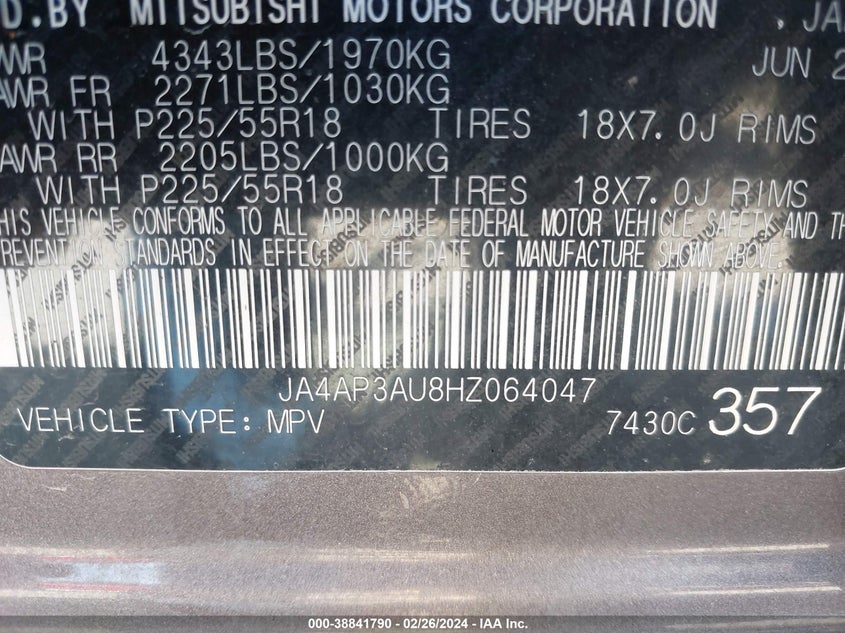 D.BY MITSUBISHI MOTORS CORPORATION . JA
WR 4343LBS/1970KG JUN 2
AWR FR 2271LBS/1030KG
WITH P225/55R18 TIRES 18X7.0J RIMS
AWR RR 2205LBS/1000KG
WITH P225/55R18 TIRES 18X7.0J RIMS
HIS VEHICLE CONFORMS TO ALL APPLICABLE FEDERAL MOTOR VEHICLE SAFETY AND TH
PREVENTION STANDARDS IN EFFECT ON THE DATE OF MANUFACTURE SHOWN ABOVE.
JA4AP3AU8HZ064047
VEHICLE TYPE: MPV 7430C 357
000-38841790 - 02/26/2024 - IAA Inc.